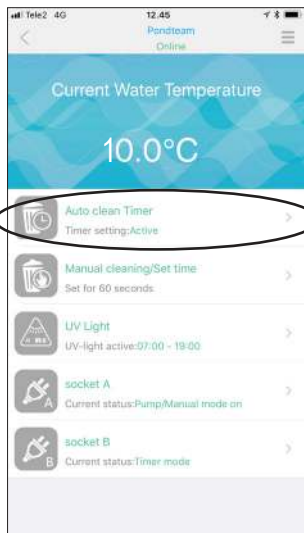 Tele2 4G 12.45
Pondteam
Online
Current Water Temperature
10.0°C
Auto clean Timer
Timer setting:Active
Manual cleaning/Set time
Set for 60 seconds
UV Light
UV-light active:07:00 - 19:00
socket A
A
Current status:Pump/Manual mode on
socket B
B
Current status:Timer mode